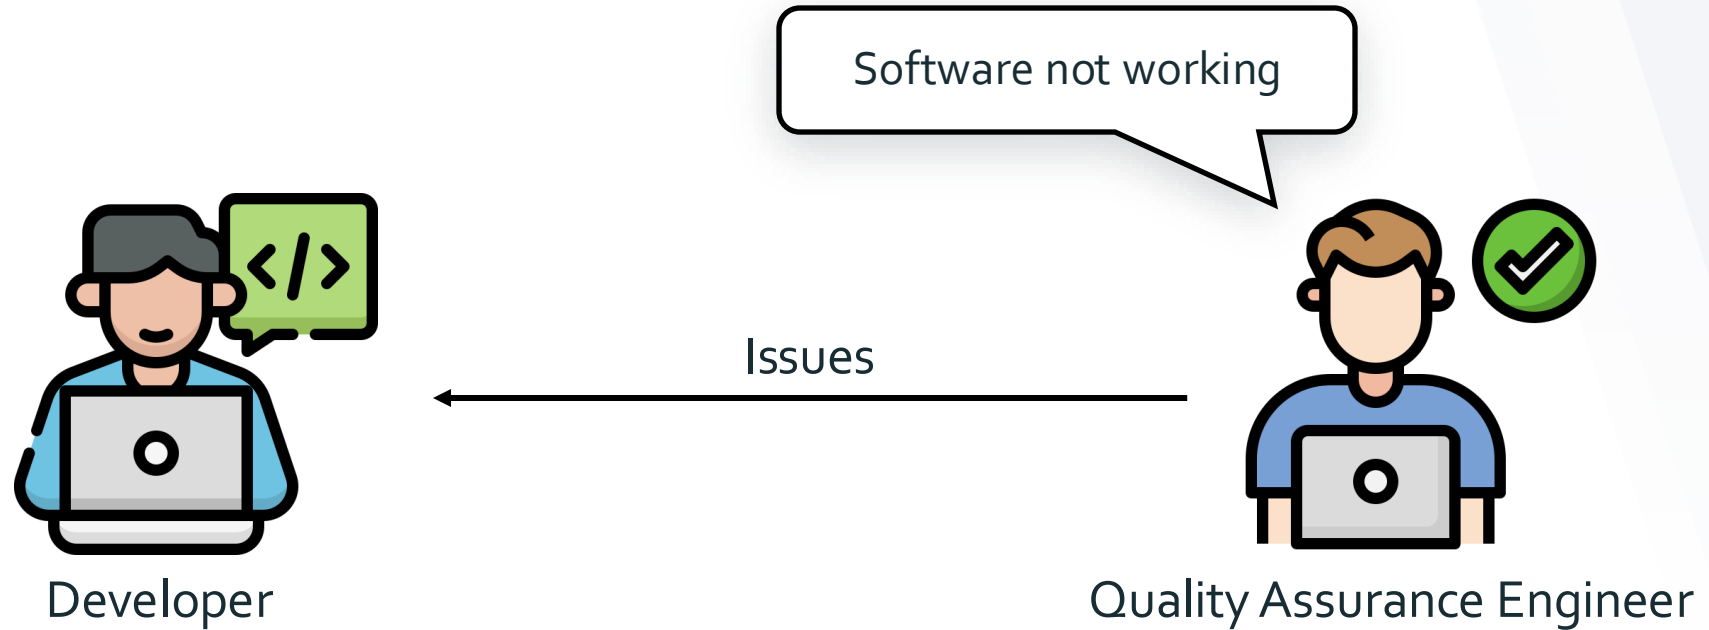 Software not working
</>
Issues
Developer
Quality Assurance Engineer